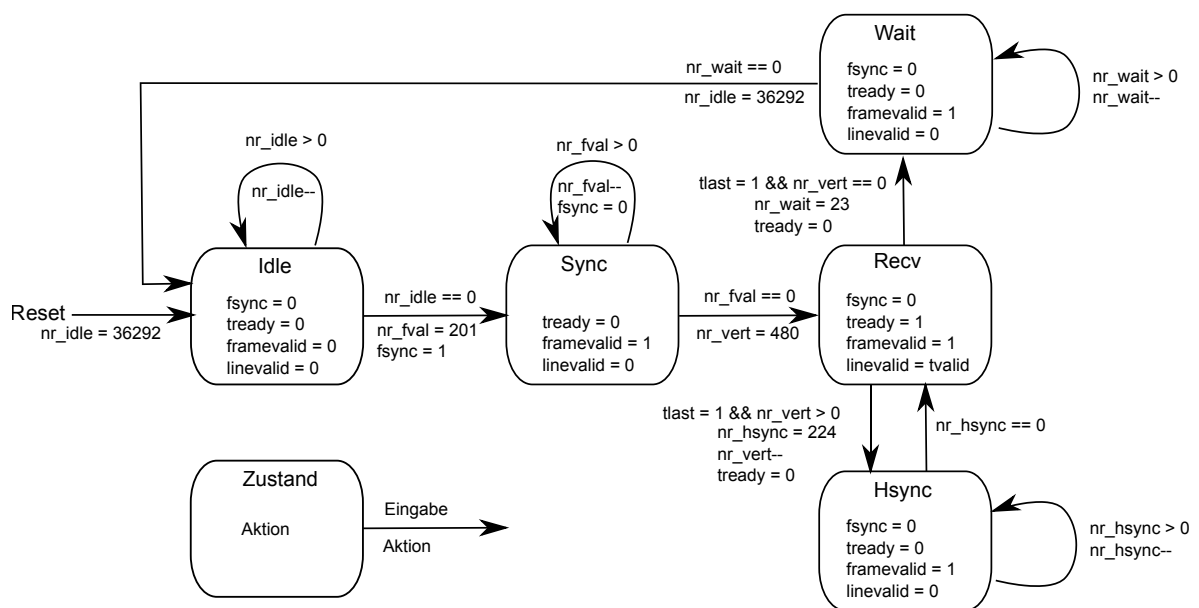 Wait
fsync = 0
tready = 0
framevalid = 1
linevalid = 0
nr_wait > 0
nr_wait--
nr_wait == 0
nr_idle = 36292
nr_idle > 0
nr_idle--
nr_fval > 0
nr_fval--
fsync = 0
tlast = 1 && nr_vert == 0
nr_wait = 23
tready = 0
Reset
nr_idle = 36292
Idle
fsync = 0
tready = 0
framevalid = 0
linevalid = 0
nr_idle == 0
nr_fval = 201
fsync = 1
Sync
tready = 0
framevalid = 1
linevalid = 0
nr_fval == 0
nr_vert = 480
Recv
fsync = 0
tready = 1
framevalid = 1
linevalid = tvalid
tlast = 1 && nr_vert > 0
nr_hsync = 224
nr_vert--
tready = 0
nr_hsync == 0
Zustand
Aktion
Eingabe
Aktion
Hsync
fsync = 0
tready = 0
framevalid = 1
linevalid = 0
nr_hsync > 0
nr_hsync--